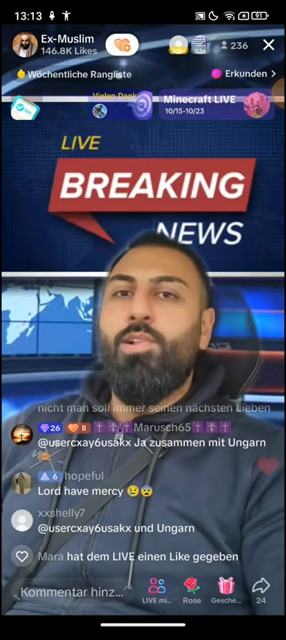 13:13
91
Ex-Muslim
146.8K Likes
236
Wöchentliche Rangliste
Erkunden >
Vielen Dank
Minecraft LIVE
10/15-10/23
LIVE
BREAKING
NEWS
nicht man soll immer seinen nächsten Lieben
26 II Marusch65
@usercxay6usakx Ja zusammen mit Ungarn
6 hopeful
Lord have mercy 😢😨
xxshelly7
@usercxay6usakx und Ungarn
Mara hat dem LIVE einen Like gegeben
Kommentar hinz...
LIVE mi...
Rose
Gesche...
24